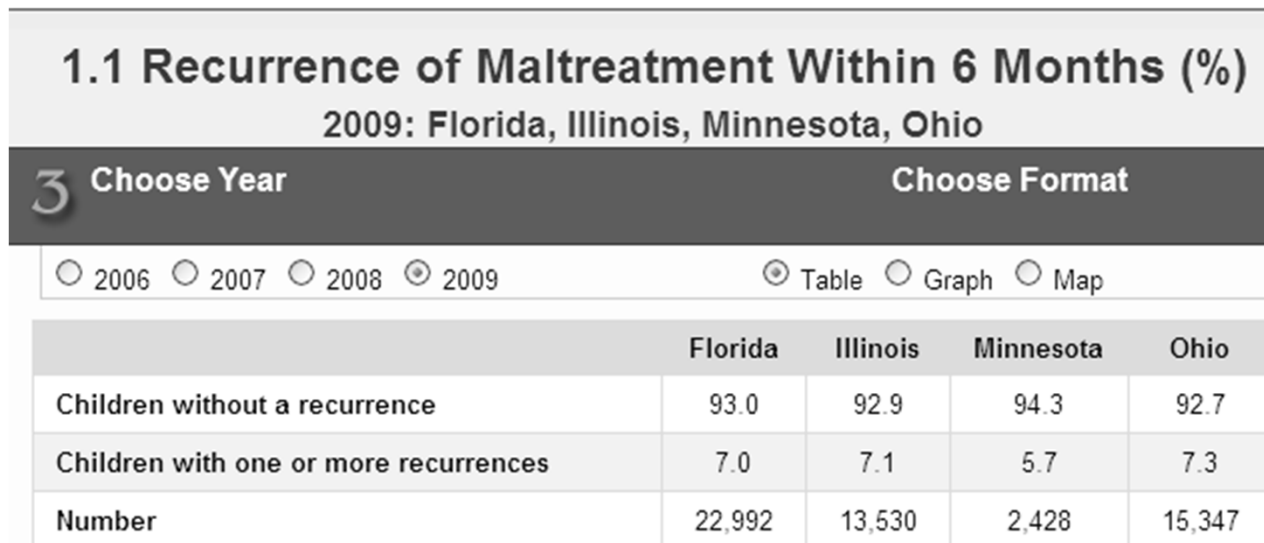 1.1 Recurrence of Maltreatment Within 6 Months (%)
2009: Florida, Illinois, Minnesota, Ohio
3 Choose Year Choose Format
2006 2007 2008 2009 Table Graph Map
Florida Illinois Minnesota Ohio
Children without a recurrence 93.0 92.9 94.3 92.7
Children with one or more recurrences 7.0 7.1 5.7 7.3
Number 22,992 13,530 2,428 15,347